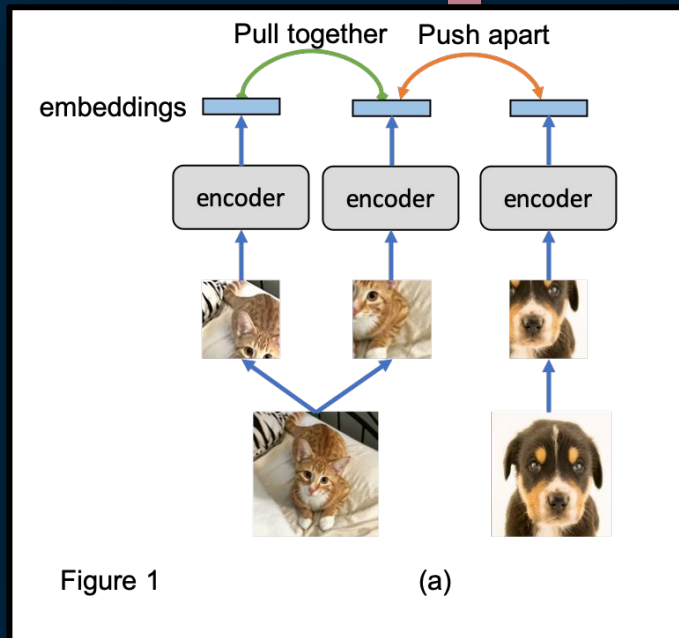 Pull together Push apart
embeddings
encoder encoder encoder
Figure 1 (a)